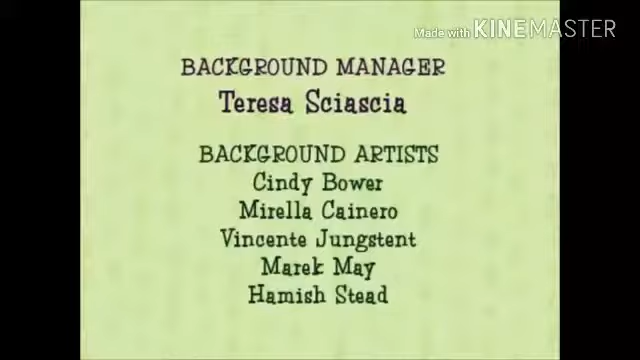 Made with KINEMASTER
BACKGROUND MANAGER
Teresa Sciascia
BACKGROUND ARTISTS
Cindy Bower
Mirella Cainero
Vincente Jungstent
Marek May
Hamish Stead